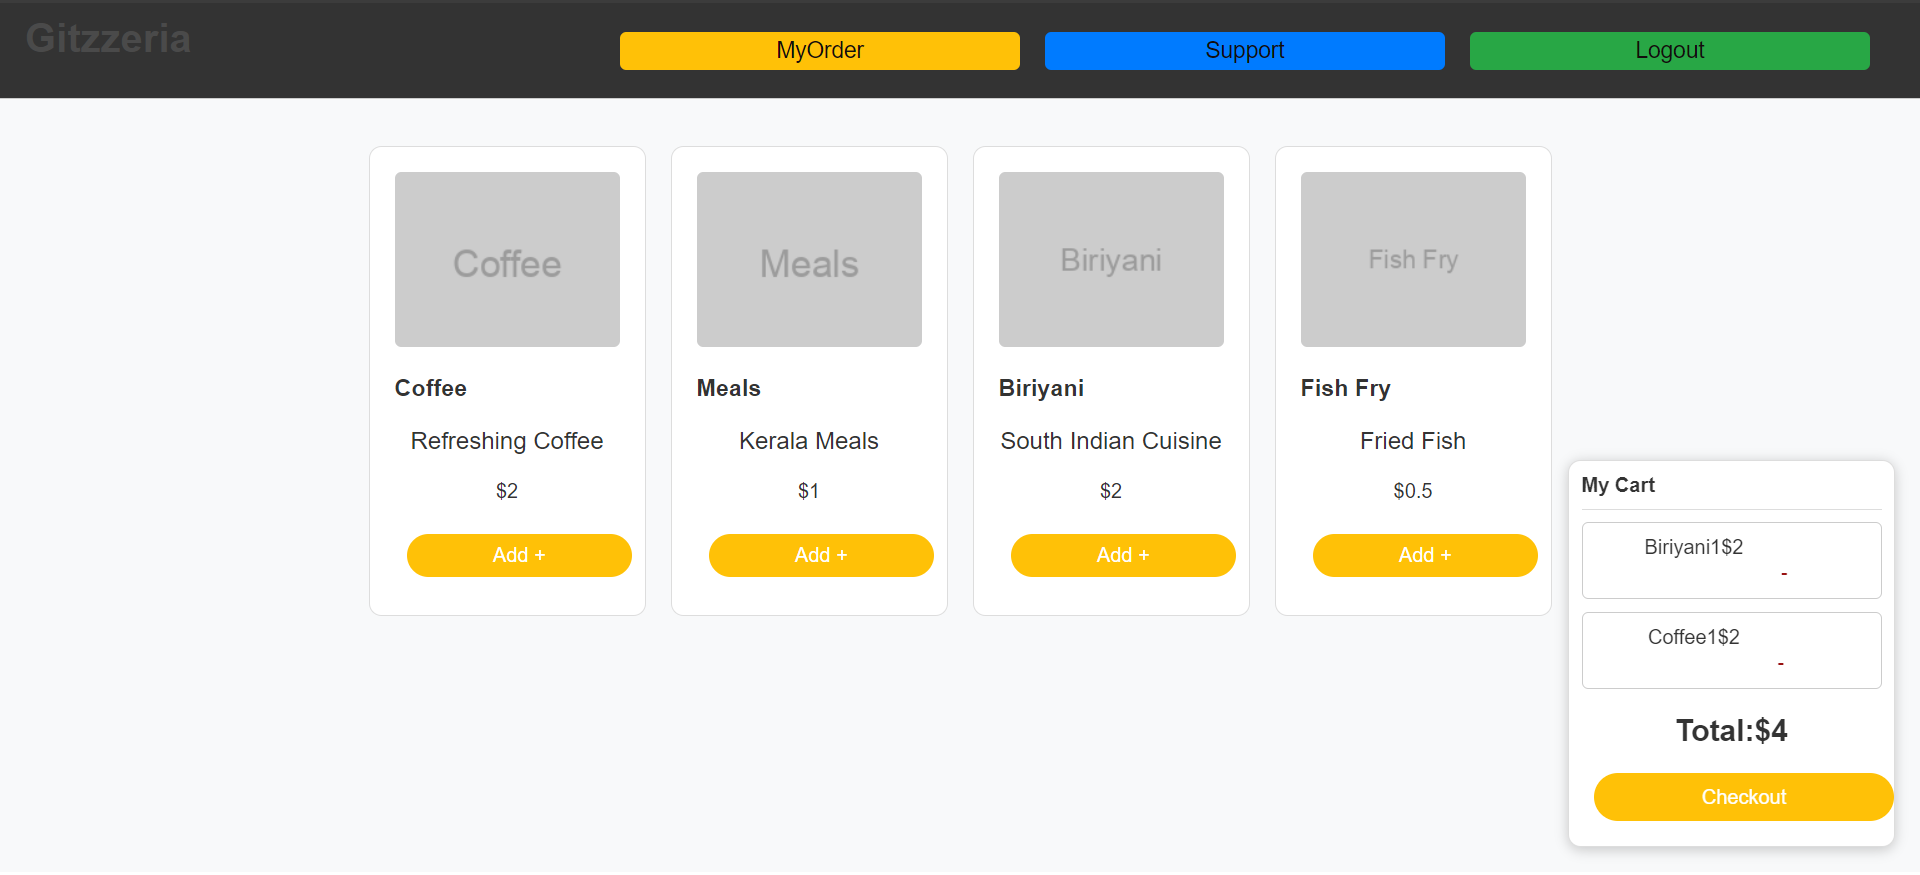 Gitzzeria
MyOrder
Support
Logout
Coffee
Meals
Biriyani
Fish Fry
Coffee
Refreshing Coffee
$2
Add +
Meals
Kerala Meals
$1
Add +
Biriyani
South Indian Cuisine
$2
Add +
Fish Fry
Fried Fish
$0.5
Add +
My Cart
Biriyani1$2
-
Coffee1$2
-
Total:$4
Checkout